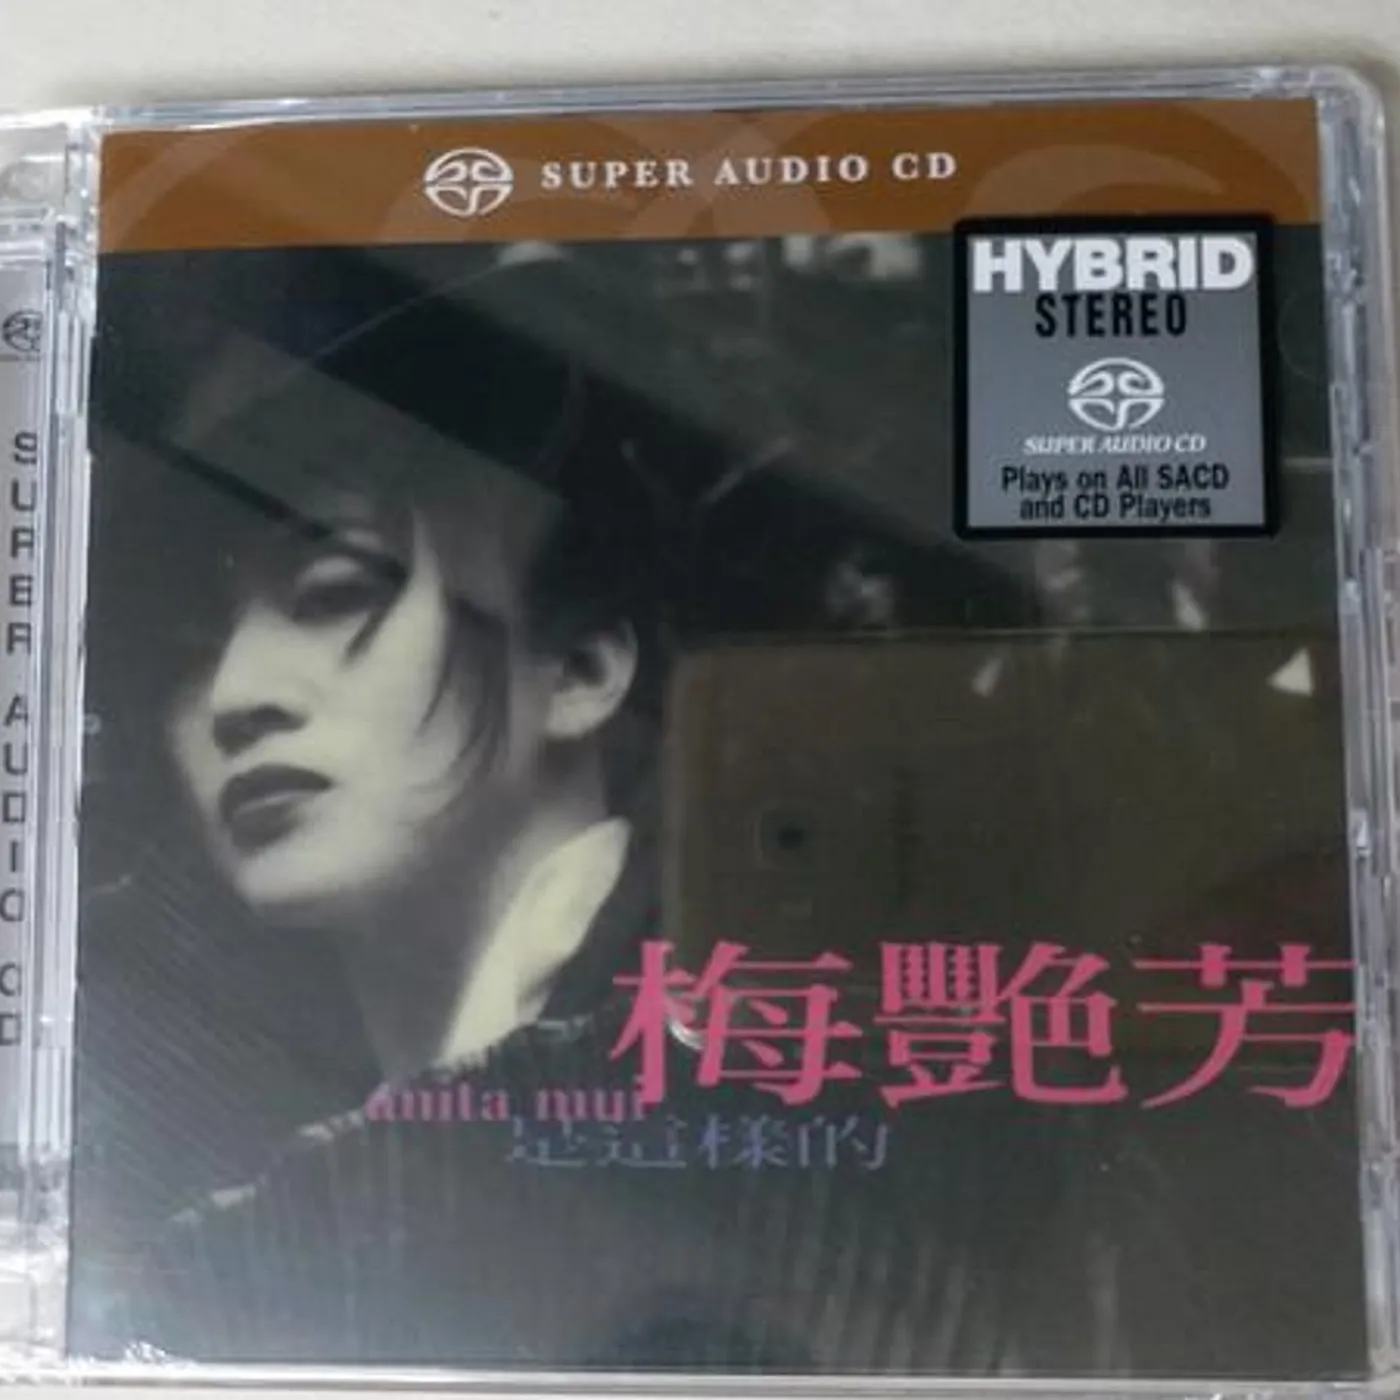 SUPER AUDIO CD
HYBRID
STEREO
SUPER AUDIO CD
Plays on All SACD
and CD Players
SUPER AUDIO CD
梅艷芳
anita mui
是這樣的